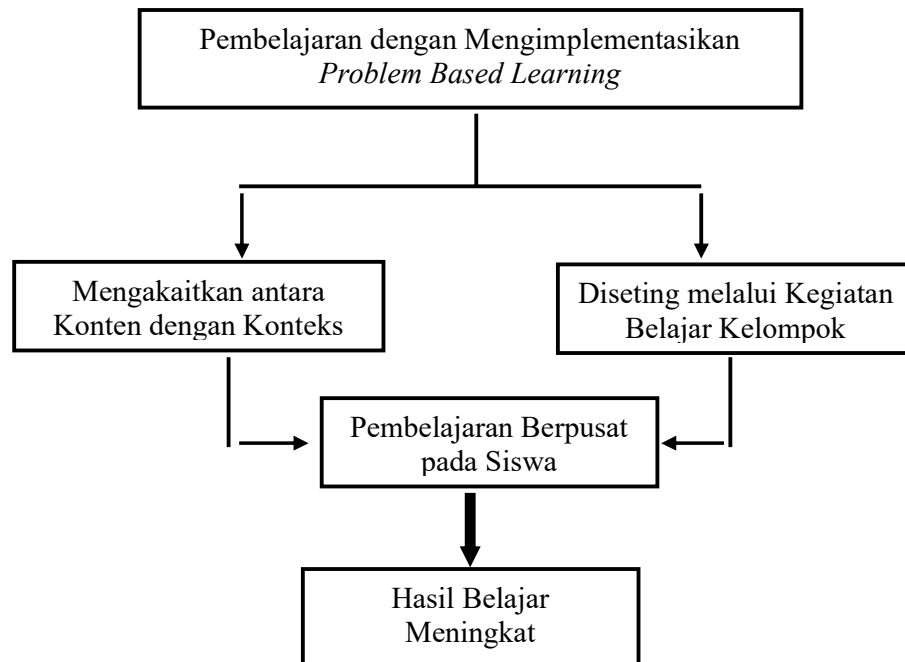 Pembelajaran dengan Mengimplementasikan
Problem Based Learning
Mengakaitkan antara
Konten dengan Konteks
Diseting melalui Kegiatan
Belajar Kelompok
Pembelajaran Berpusat
pada Siswa
Hasil Belajar
Meningkat